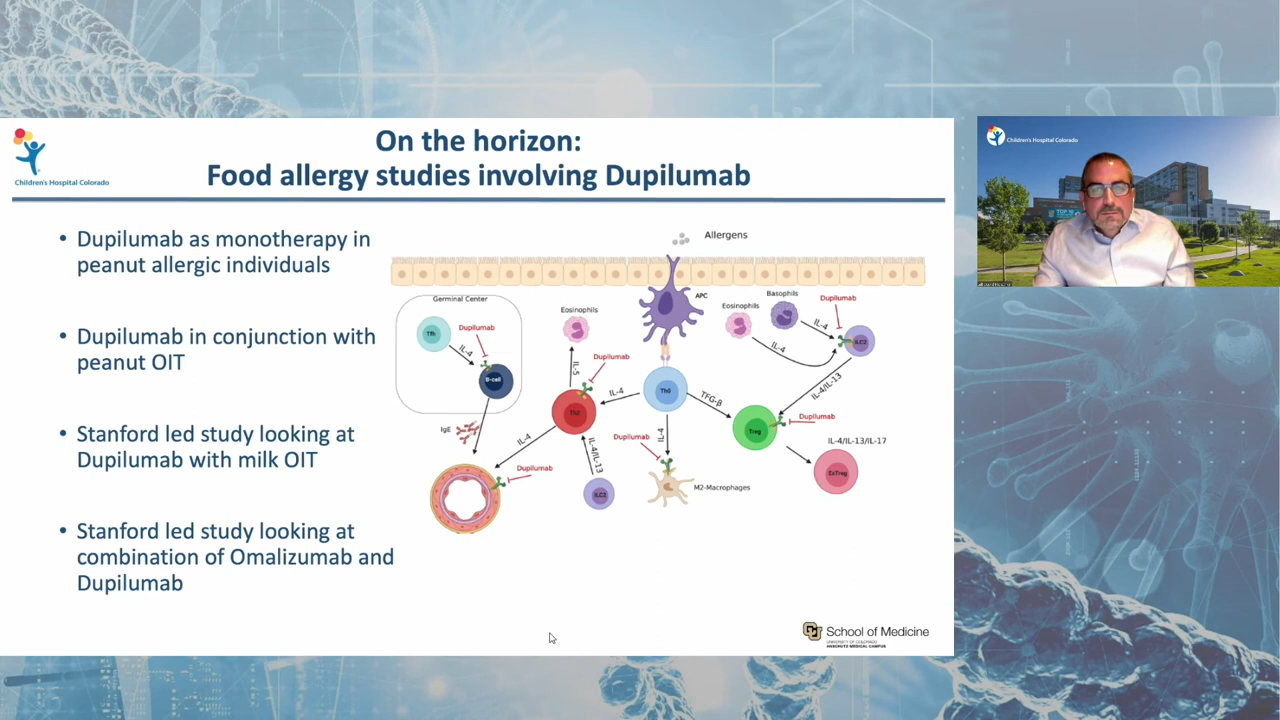 On the horizon:
Food allergy studies involving Dupilumab
Children's Hospital Colorado
• Dupilumab as monotherapy in
peanut allergic individuals
• Dupilumab in conjunction with
peanut OIT
• Stanford led study looking at
Dupilumab with milk OIT
• Stanford led study looking at
combination of Omalizumab and
Dupilumab
Allergens
Germinal Center
Tfh
Dupilumab
IL-4
B-cell
IgE
Eosinophils
IL-5
Dupilumab
Th2
IL-4
IL-4
Dupilumab
IL-4/IL-13
ILC2
APC
Th0
TFG-β
IL-4
Dupilumab
M2-Macrophages
Eosinophils
Basophils
Dupilumab
IL-4
IL-4
ILC2
IL-4/IL-13
Dupilumab
Treg
IL-4/IL-13/IL-17
ExTreg
School of Medicine
UNIVERSITY OF COLORADO
ANSCHUTZ MEDICAL CAMPUS
Children's Hospital Colorado